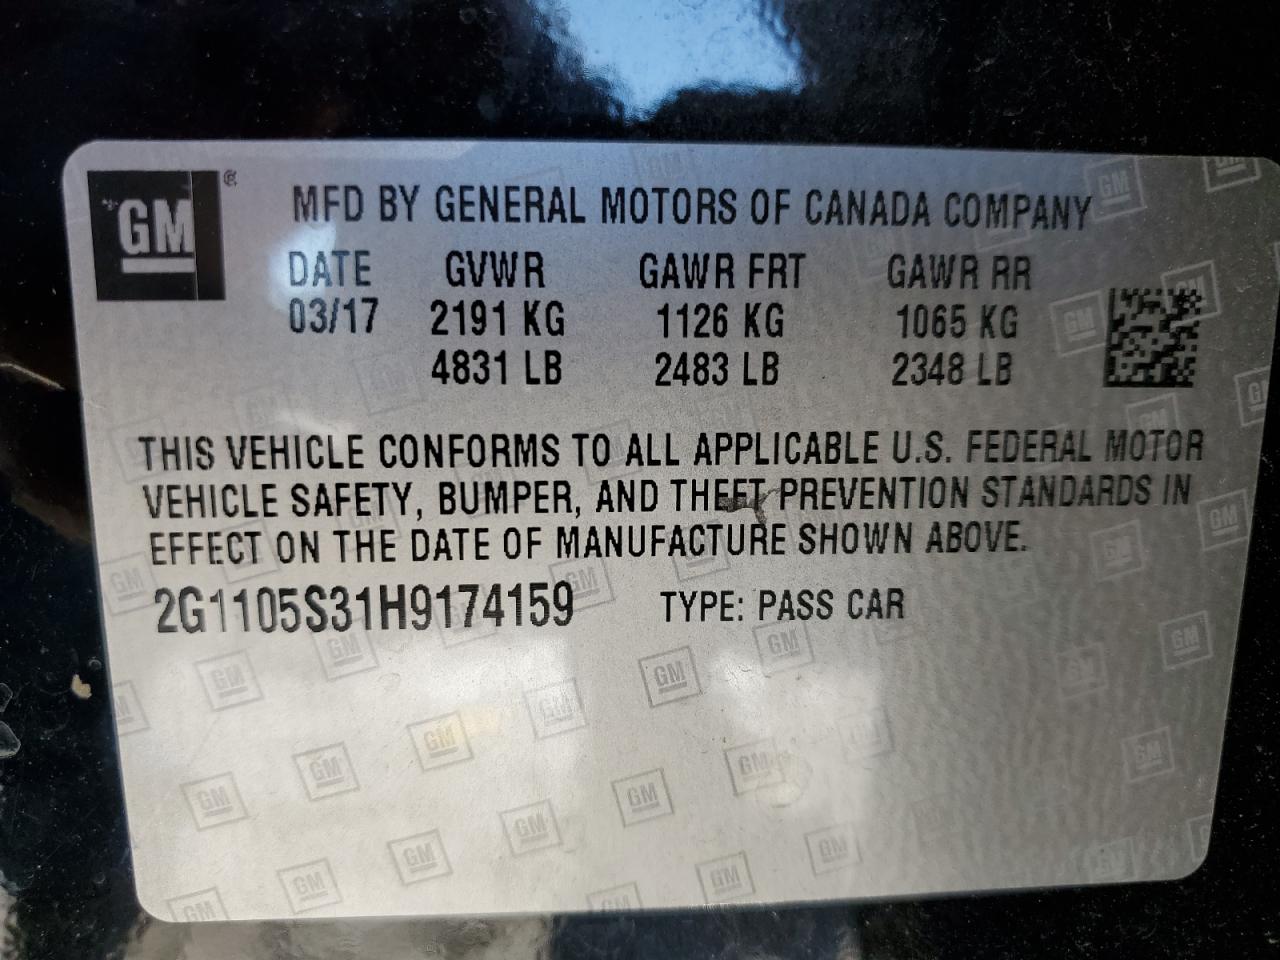 GM
MFD BY GENERAL MOTORS OF CANADA COMPANY
DATE GVWR GAWR FRT GAWR RR
03/17 2191 KG 1126 KG 1065 KG
4831 LB 2483 LB 2348 LB
THIS VEHICLE CONFORMS TO ALL APPLICABLE U.S. FEDERAL MOTOR
VEHICLE SAFETY, BUMPER, AND THEFT PREVENTION STANDARDS IN
EFFECT ON THE DATE OF MANUFACTURE SHOWN ABOVE.
2G1105S31H9174159 TYPE: PASS CAR